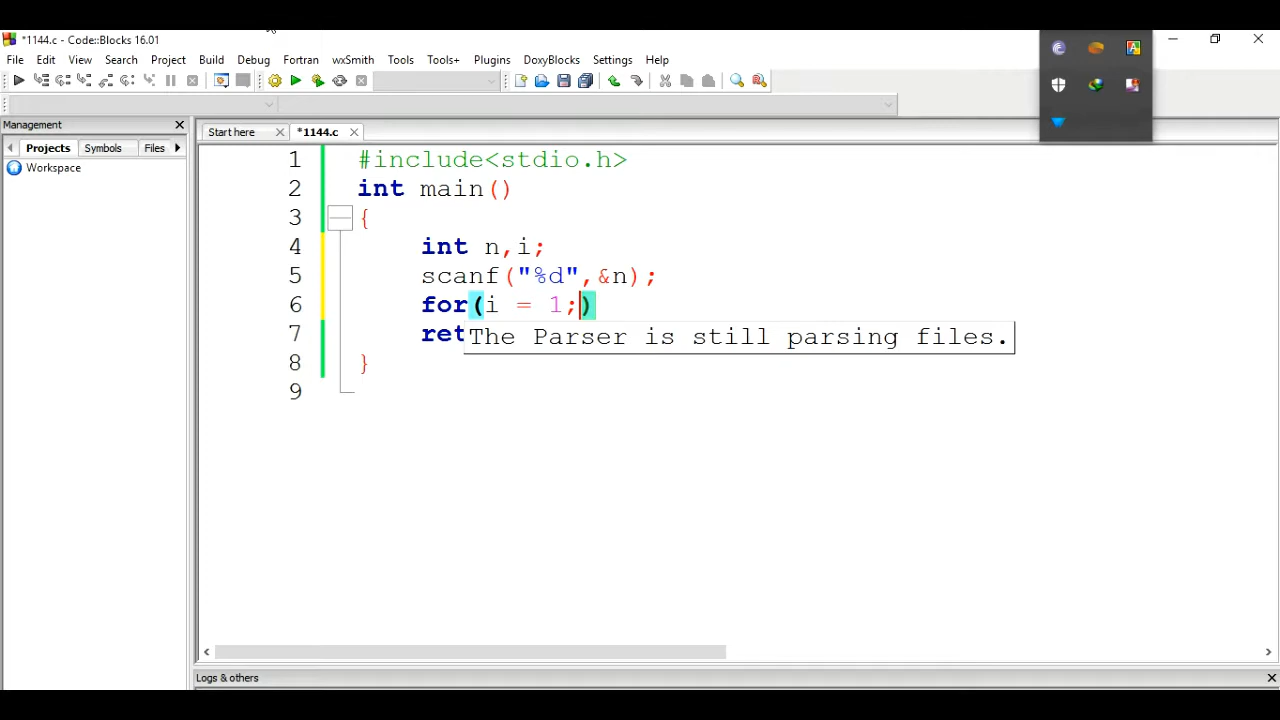 *1144.c - Code::Blocks 16.01
File Edit View Search Project Build Debug Fortran wxSmith Tools Tools+ Plugins DoxyBlocks Settings Help
Management
Start here *1144.c
Projects Symbols Files
Workspace
1 #include<stdio.h>
2 int main()
3 {
4 int n,i;
5 scanf("%d",&n);
6 for(i = 1;)
7 ret
The Parser is still parsing files.
8 }
9
Logs & others